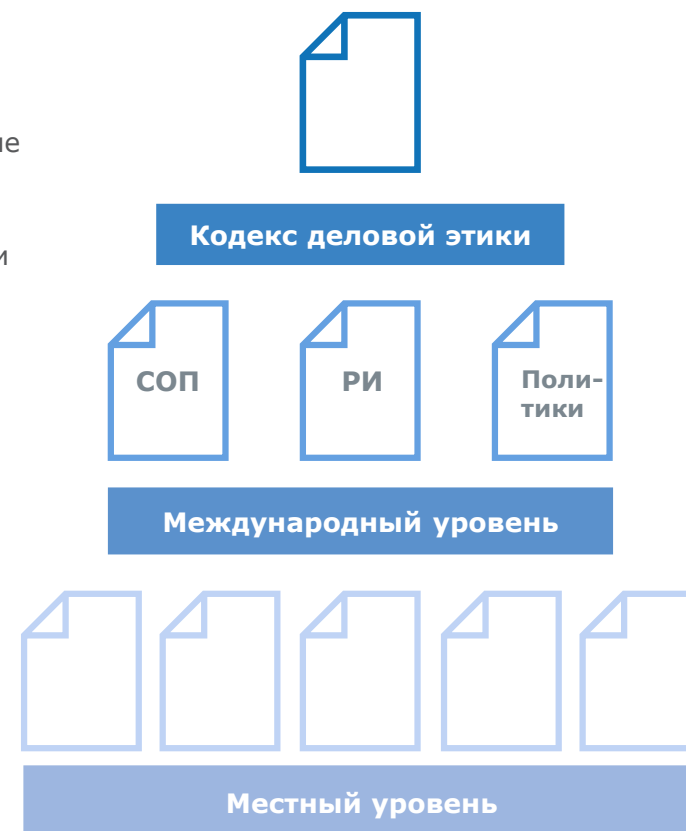 Кодекс деловой этики
СОП
РИ
Поли-
тики
Международный уровень
Местный уровень